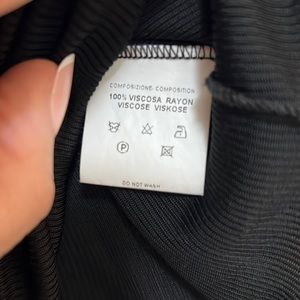 COMPOSIZIONE-COMPOSITION
100% VISCOSA RAYON
VISCOSE VISKOSE
P
DO NOT WASH